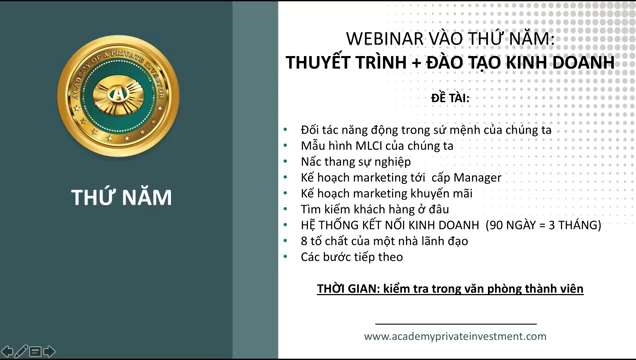 ACADEMY OF A PRIVATE INVESTOR
A
THỨ NĂM
WEBINAR VÀO THỨ NĂM:
THUYẾT TRÌNH + ĐÀO TẠO KINH DOANH
ĐỀ TÀI:
• Đối tác năng động trong sứ mệnh của chúng ta
• Mẫu hình MLCI của chúng ta
• Nấc thang sự nghiệp
• Kế hoạch marketing tới cấp Manager
• Kế hoạch marketing khuyến mãi
• Tìm kiếm khách hàng ở đâu
• HỆ THỐNG KẾT NỐI KINH DOANH (90 NGÀY = 3 THÁNG)
• 8 tố chất của một nhà lãnh đạo
• Các bước tiếp theo
THỜI GIAN: kiểm tra trong văn phòng thành viên
www.academyprivateinvestment.com